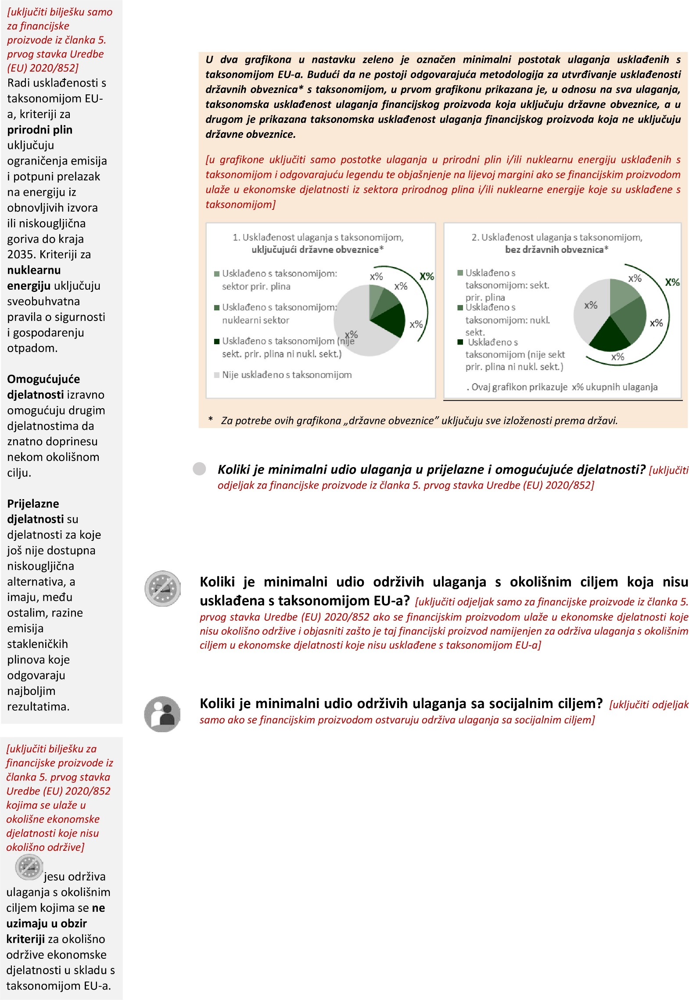 [uključiti bilješku samo
za financijske
proizvode iz članka 5.
prvog stavka Uredbe
(EU) 2020/852]
Radi usklađenosti s
taksonomijom EU-
a, kriteriji za
prirodni plin
uključuju
ograničenja emisija
i potpuni prelazak
na energiju iz
obnovljivih izvora
ili niskougljična
goriva do kraja
2035. Kriteriji za
nuklearnu
energiju uključuju
sveobuhvatna
pravila o sigurnosti
i gospodarenju
otpadom.
Omogućujuće
djelatnosti izravno
omogućuju drugim
djelatnostima da
znatno doprinesu
nekom okolišnom
cilju.
Prijelazne
djelatnosti su
djelatnosti za koje
još nije dostupna
niskougljična
alternativa, a
imaju, među
ostalim, razine
emisija
stakleničkih
plinova koje
odgovaraju
najboljim
rezultatima.
[uključiti bilješku za
financijske proizvode iz
članka 5. prvog stavka
Uredbe (EU) 2020/852
kojima se ulaže u
okolišne ekonomske
djelatnosti koje nisu
okolišno održive]
jesu održiva
ulaganja s okolišnim
ciljem kojima se ne
uzimaju u obzir
kriteriji za okolišno
održive ekonomske
djelatnosti u skladu s
taksonomijom EU-a.
U dva grafikona u nastavku zeleno je označen minimalni postotak ulaganja usklađenih s
taksonomijom EU-a. Budući da ne postoji odgovarajuća metodologija za utvrđivanje usklađenosti
državnih obveznica* s taksonomijom, u prvom grafikonu prikazana je, u odnosu na sva ulaganja,
taksonomska usklađenost ulaganja financijskog proizvoda koja uključuju državne obveznice, a u
drugom je prikazana taksonomska usklađenost ulaganja financijskog proizvoda koja ne uključuju
državne obveznice.
[u grafikone uključiti samo postotke ulaganja u prirodni plin i/ili nuklearnu energiju usklađenih s
taksonomijom i odgovarajuću legendu te objašnjenje na lijevoj margini ako se financijskim proizvodom
ulaže u ekonomske djelatnosti iz sektora prirodnog plina i/ili nuklearne energije koje su usklađene s
taksonomijom]
1. Usklađenost ulaganja s taksonomijom,
uključujući državne obveznice*
Usklađeno s taksonomijom:
sektor prir. plina
Usklađeno s taksonomijom:
nuklearni sektor
Usklađeno s taksonomijom (nije
sekt. prir. plina ni nukl. sekt.)
Nije usklađeno s taksonomijom
x%
X%
x%
x%
x%
2. Usklađenost ulaganja s taksonomijom,
bez državnih obveznica*
Usklađeno s
taksonomijom: sekt.
prir. plina
Usklađeno s
taksonomijom: nukl.
sekt.
Usklađeno s
taksonomijom (nije sekt
prir. plina ni nukl. sekt.)
x%
X%
x%
x%
x%
. Ovaj grafikon prikazuje x% ukupnih ulaganja
* Za potrebe ovih grafikona „državne obveznice” uključuju sve izloženosti prema državi.
Koliki je minimalni udio ulaganja u prijelazne i omogućujuće djelatnosti? [uključiti
odjeljak za financijske proizvode iz članka 5. prvog stavka Uredbe (EU) 2020/852]
Koliki je minimalni udio održivih ulaganja s okolišnim ciljem koja nisu
usklađena s taksonomijom EU-a? [uključiti odjeljak samo za financijske proizvode iz članka 5.
prvog stavka Uredbe (EU) 2020/852 ako se financijskim proizvodom ulaže u ekonomske djelatnosti koje
nisu okolišno održive i objasniti zašto je taj financijski proizvod namijenjen za održiva ulaganja s okolišnim
ciljem u ekonomske djelatnosti koje nisu usklađene s taksonomijom EU-a]
Koliki je minimalni udio održivih ulaganja sa socijalnim ciljem? [uključiti odjeljak
samo ako se financijskim proizvodom ostvaruju održiva ulaganja sa socijalnim ciljem]